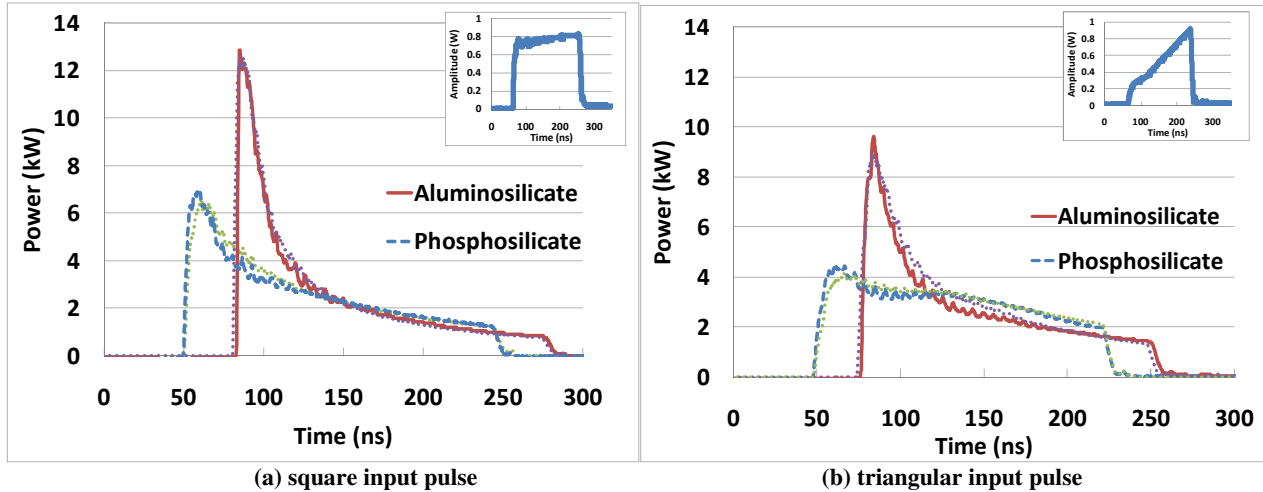 14
12
10
8
6
4
2
0
Power (kW)
0 50 100 150 200 250 300
Time (ns)
Aluminosilicate
Phosphosilicate
1
0.8
0.6
0.4
0.2
0
Amplitude (W)
0 100 200 300
Time (ns)
(a) square input pulse
14
12
10
8
6
4
2
0
Power (kW)
0 50 100 150 200 250 300
Time (ns)
Aluminosilicate
Phosphosilicate
1
0.8
0.6
0.4
0.2
0
Amplitude (W)
0 100 200 300
Time (ns)
(b) triangular input pulse